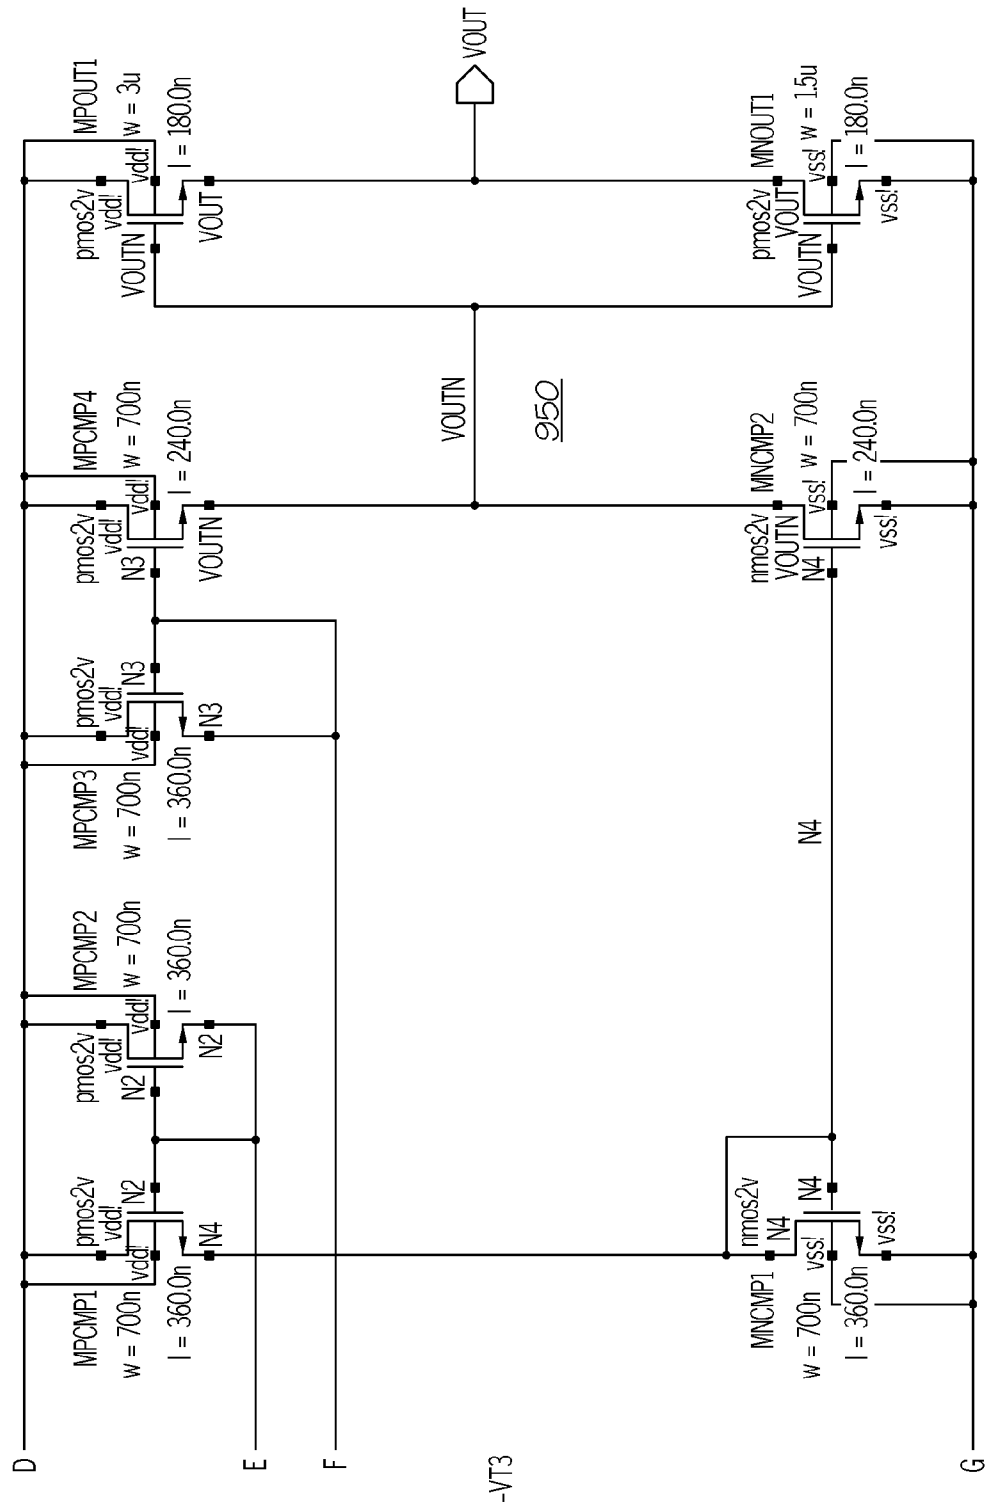 D
E
F
-VT3
G
MPCMP1
w = 700n
l = 360.0n
pmos2v
vdd!
vdd!
N2
N4
MPCMP2
w = 700n
l = 360.0n
pmos2v
vdd!
vdd!
N2
N2
MPCMP3
w = 700n
l = 360.0n
pmos2v
vdd!
vdd!
N3
N3
MPCMP4
w = 700n
l = 240.0n
pmos2v
vdd!
vdd!
N3
VOUTN
MPOUT1
w = 3u
l = 180.0n
pmos2v
vdd!
vdd!
VOUTN
VOUT
VOUTN
950
VOUT
MNCMP1
w = 700n
l = 360.0n
nmos2v
N4
N4
vss!
vss!
N4
MNCMP2
w = 700n
l = 240.0n
nmos2v
VOUTN
N4
vss!
vss!
MNOUT1
w = 1.5u
l = 180.0n
pmos2v
VOUT
VOUTN
vss!
vss!